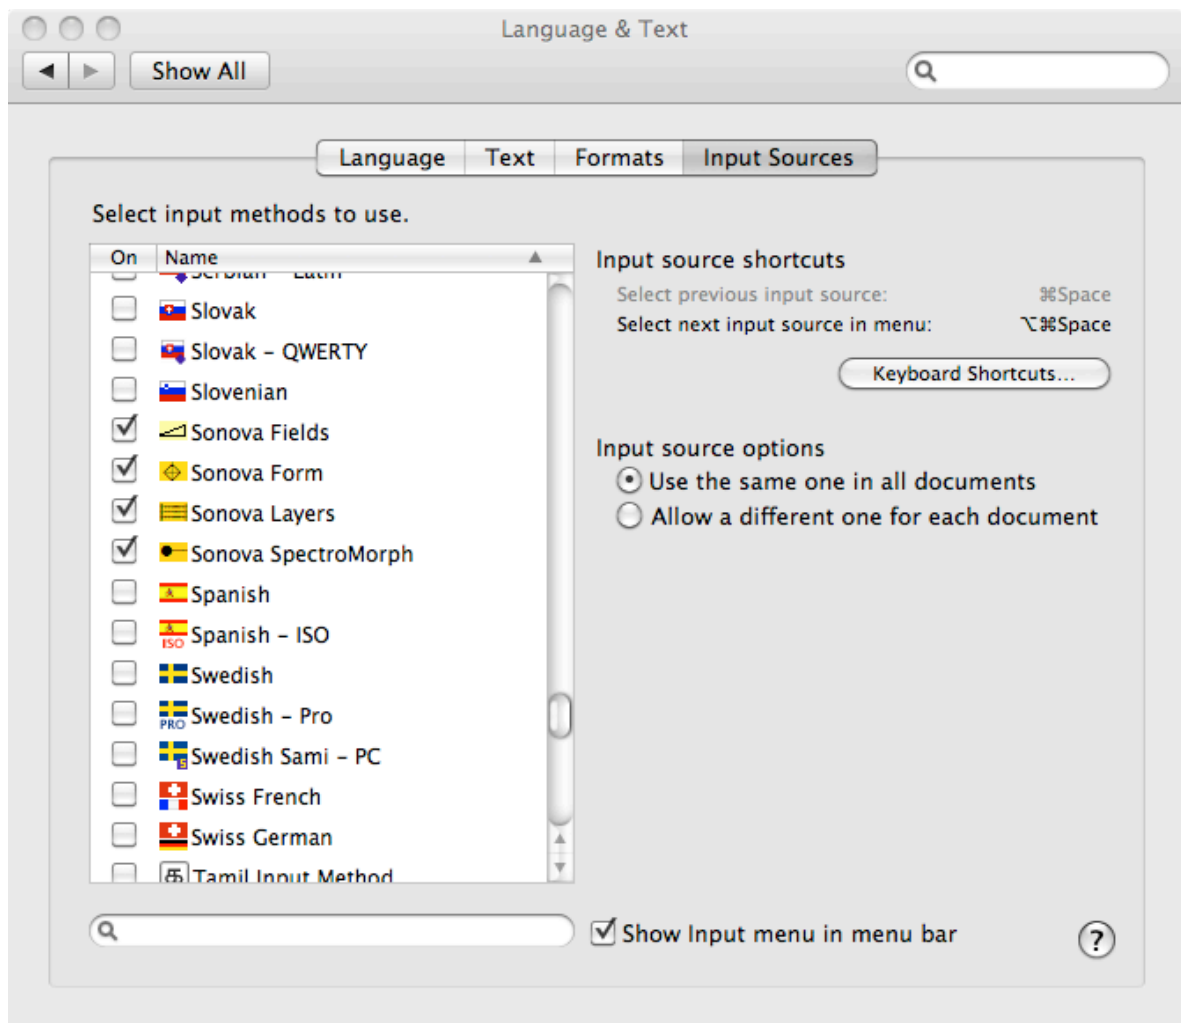 Language & Text
Show All
Language Text Formats Input Sources
Select input methods to use.
On Name
Serbian – Latin
Slovak
Slovak – QWERTY
Slovenian
Sonova Fields
Sonova Form
Sonova Layers
Sonova SpectroMorph
Spanish
ISO Spanish – ISO
Swedish
PRO Swedish – Pro
S Swedish Sami – PC
Swiss French
Swiss German
Tamil Input Method
Input source shortcuts
Select previous input source: ⌘Space
Select next input source in menu: ⌥⌘Space
Keyboard Shortcuts...
Input source options
Use the same one in all documents
Allow a different one for each document
Show Input menu in menu bar
?